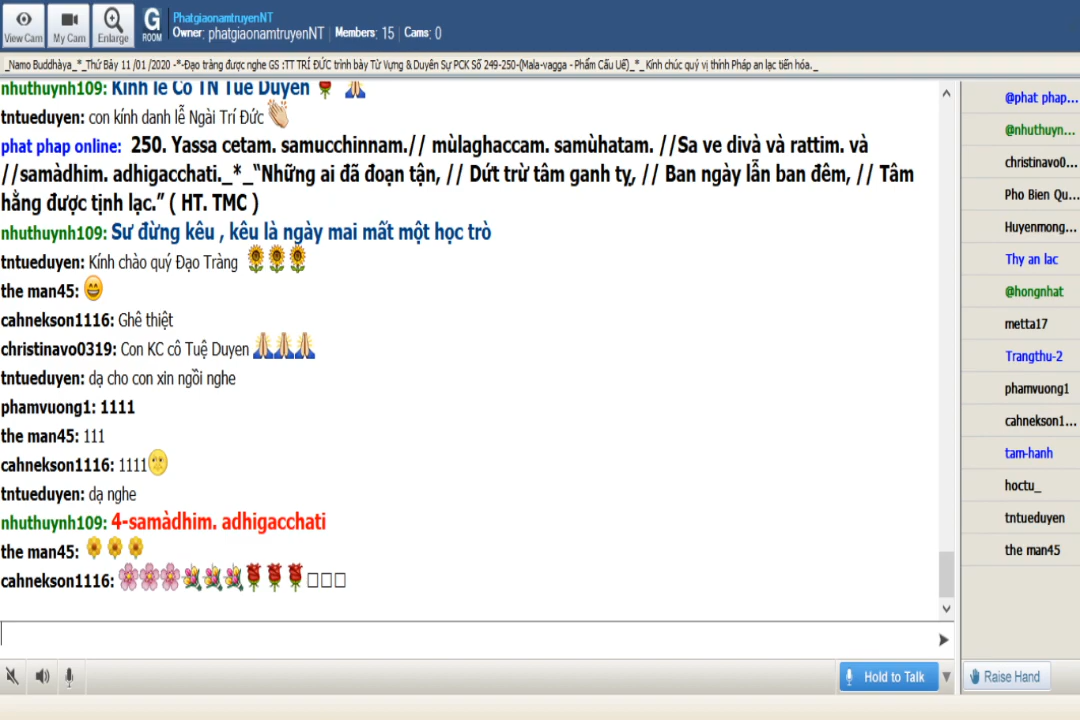 View Cam
My Cam
Enlarge
G
ROOM
PhatgiaonamtruyenNT
Owner: phatgiaonamtruyenNT Members: 15 Cams: 0
_Namo Buddhàya_*_Thứ Bảy 11 /01 /2020 -*-Đạo tràng được nghe GS :TT TRÍ ĐỨC trình bày Từ Vựng & Duyên Sự PCK Số 249-250-(Mala-vagga - Phẩm Cấu Uế)_*_ Kính chúc quý vị thính Pháp an lạc tiến hóa._
nhuthuynh109: Kính lễ Cô TN Tuệ Duyên
tntueduyen: con kính danh lễ Ngài Trí Đức
phat phap online: 250. Yassa cetam. samucchinnam.// mùlaghaccam. samùhatam. //Sa ve divà và rattim. và
//samàdhim. adhigacchati._*_“Những ai đã đoạn tận, // Dứt trừ tâm ganh tỵ, // Ban ngày lẫn ban đêm, // Tâm
hằng được tịnh lạc.” ( HT. TMC )
nhuthuynh109: Sư đừng kêu , kêu là ngày mai mất một học trò
tntueduyen: Kính chào quý Đạo Tràng
the man45:
cahnekson1116: Ghê thiệt
christinavo0319: Con KC cô Tuệ Duyen
tntueduyen: dạ cho con xin ngồi nghe
phamvuong1: 1111
the man45: 111
cahnekson1116: 1111
tntueduyen: dạ nghe
nhuthuynh109: 4-samàdhim. adhigacchati
the man45:
cahnekson1116:
Hold to Talk
@phat phap...
@nhuthuyn...
christinavo0...
Pho Bien Qu...
Huyenmong...
Thy an lac
@hongnhat
metta17
Trangthu-2
phamvuong1
cahnekson1...
tam-hanh
hoctu_
tntueduyen
the man45
Raise Hand